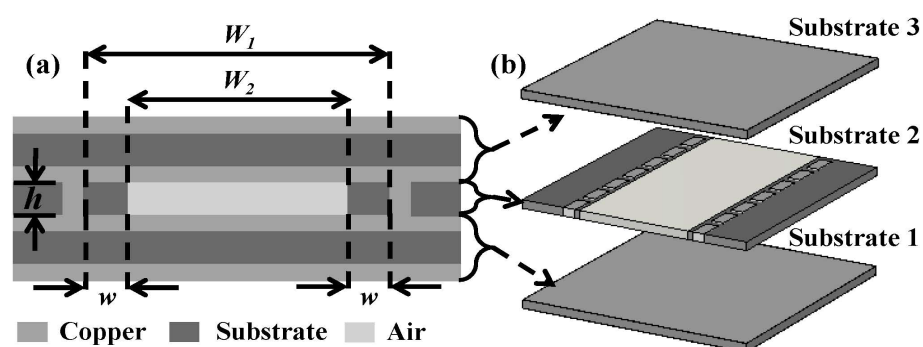 (a)
W1
W2
h
w
w
Copper
Substrate
Air
(b)
Substrate 3
Substrate 2
Substrate 1